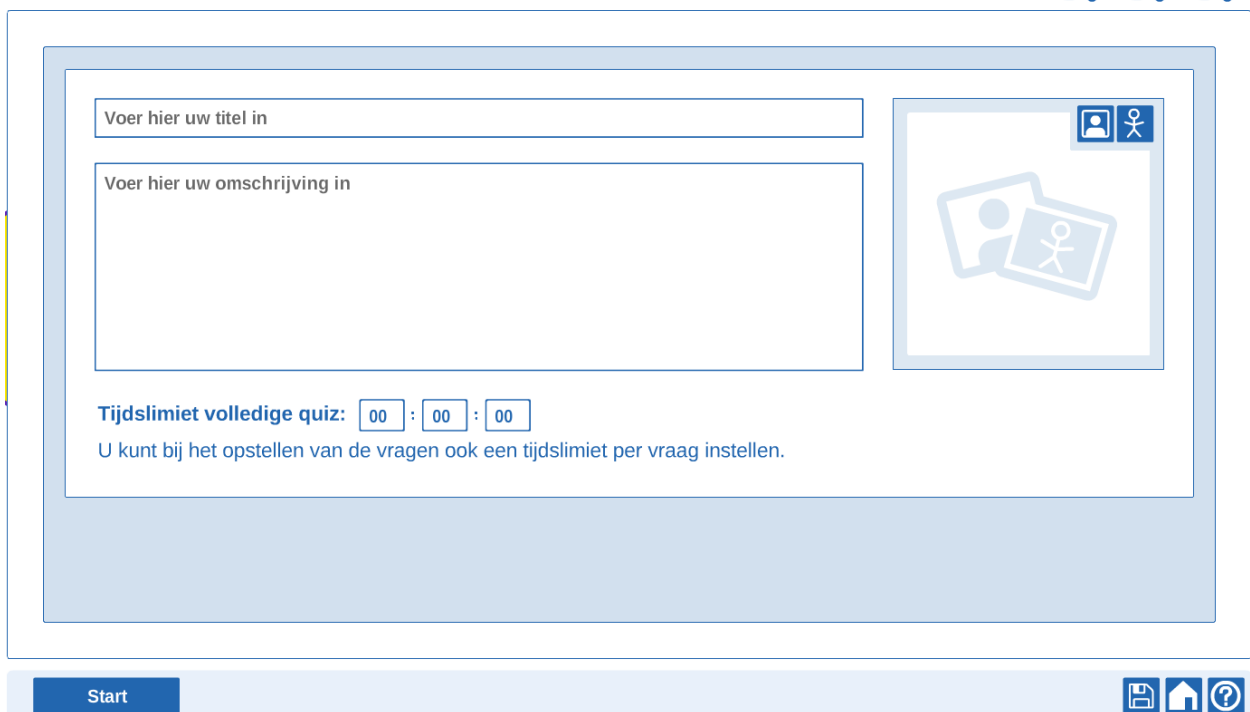 Voer hier uw titel in
Voer hier uw omschrijving in
Tijdslimiet volledige quiz: 00 : 00 : 00
U kunt bij het opstellen van de vragen ook een tijdslimiet per vraag instellen.
Start